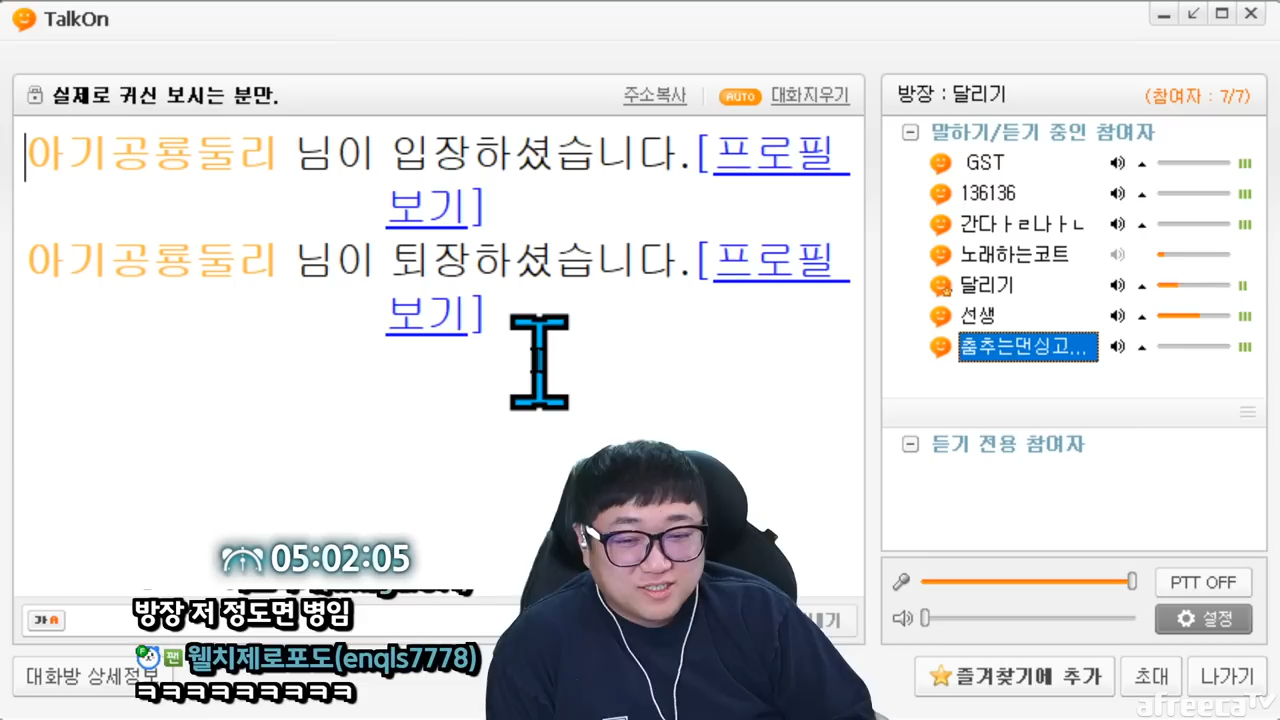 TalkOn
실제로 귀신 보시는 분만.
주소복사
AUTO
대화지우기
아기공룡둘리 님이 입장하셨습니다.[프로필
보기]
아기공룡둘리 님이 퇴장하셨습니다.[프로필
보기]
방장 : 달리기
(참여자 : 7/7)
말하기/듣기 중인 참여자
GST
136136
간다ㅏㄹ나ㅏㄴ
노래하는코트
달리기
선생
춤추는댄싱고...
듣기 전용 참여자
PTT OFF
설정
05:02:05
방장 저 정도면 병임
가A
F 팬 웰치제로포도(enqls7778)
ㅋㅋㅋㅋㅋㅋㅋㅋㅋㅋ
대화방 상세정보
즐겨찾기에 추가
초대
나가기
afreecaTV